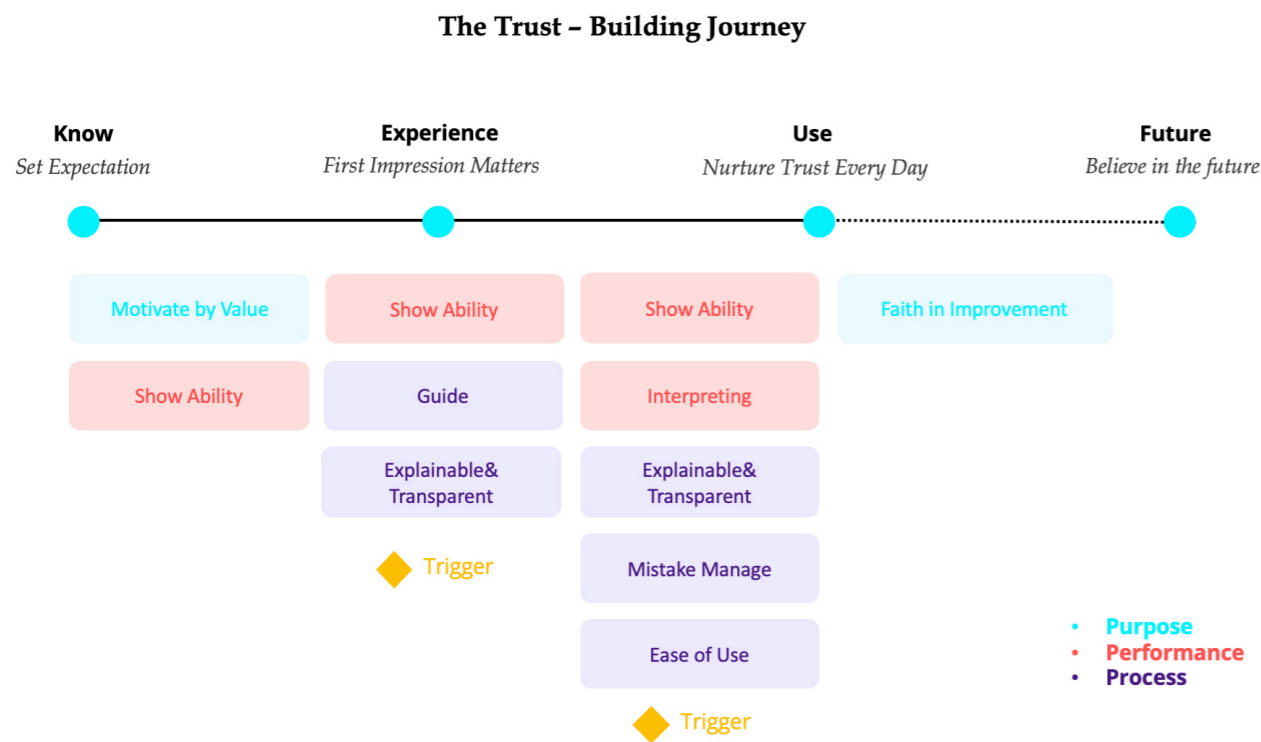 The Trust – Building Journey
Know
Set Expectation
Experience
First Impression Matters
Use
Nurture Trust Every Day
Future
Believe in the future
Motivate by Value
Show Ability
Show Ability
Faith in Improvement
Show Ability
Guide
Interpreting
Explainable&
Transparent
Explainable&
Transparent
Trigger
Mistake Manage
Ease of Use
Trigger
• Purpose
• Performance
• Process